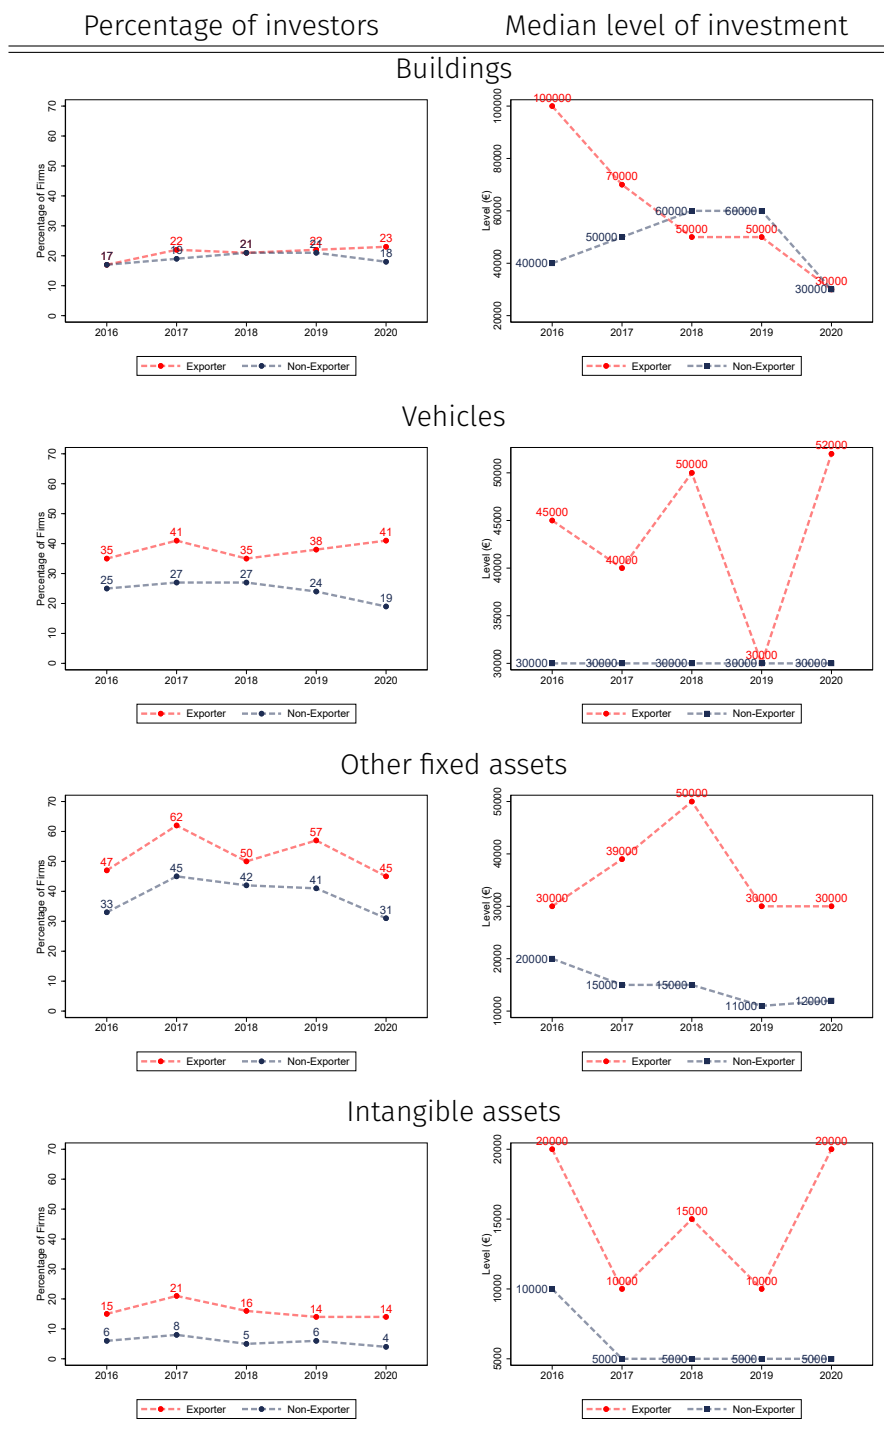 Percentage of investors
Median level of investment
Buildings
Percentage of Firms
70
60
50
40
30
20
10
0
17 22 21 22 23
17 19 21 21 18
2016 2017 2018 2019 2020
Exporter Non-Exporter
Level (€)
100000
80000
60000
40000
20000
100000 70000 50000 50000 30000
40000 50000 60000 60000 30000
2016 2017 2018 2019 2020
Exporter Non-Exporter
Vehicles
Percentage of Firms
70
60
50
40
30
20
10
0
35 41 35 38 41
25 27 27 24 19
2016 2017 2018 2019 2020
Exporter Non-Exporter
Level (€)
50000
45000
40000
35000
30000
45000 40000 50000 30000 52000
30000 30000 30000 30000 30000
2016 2017 2018 2019 2020
Exporter Non-Exporter
Other fixed assets
Percentage of Firms
70
60
50
40
30
20
10
0
47 62 50 57 45
33 45 42 41 31
2016 2017 2018 2019 2020
Exporter Non-Exporter
Level (€)
50000
40000
30000
20000
10000
30000 39000 50000 30000 30000
20000 15000 15000 11000 12000
2016 2017 2018 2019 2020
Exporter Non-Exporter
Intangible assets
Percentage of Firms
70
60
50
40
30
20
10
0
15 21 16 14 14
6 8 5 6 4
2016 2017 2018 2019 2020
Exporter Non-Exporter
Level (€)
20000
15000
10000
5000
20000 10000 15000 10000 20000
10000 5000 5000 5000 5000
2016 2017 2018 2019 2020
Exporter Non-Exporter